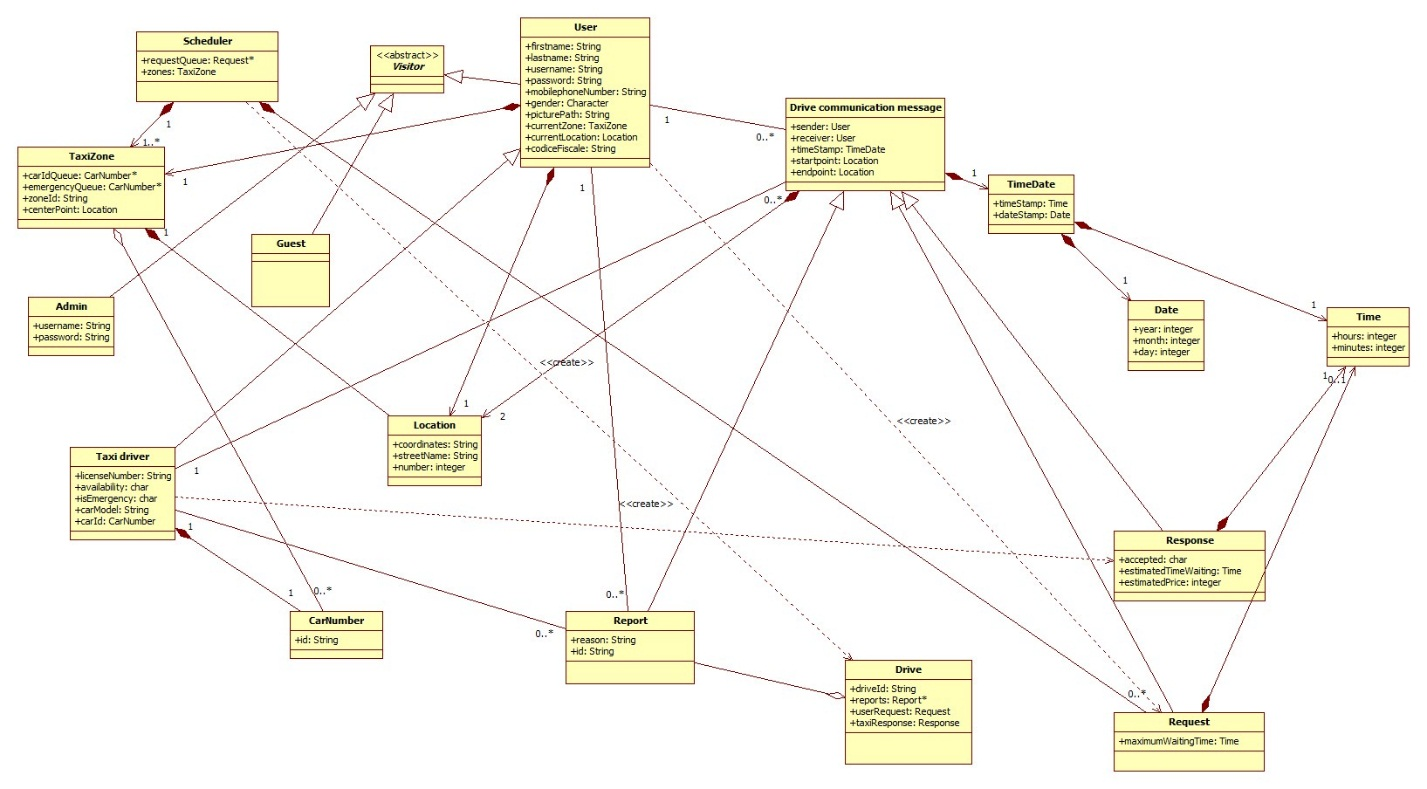 Scheduler
+requestQueue: Request*
+zones: TaxiZone
<<abstract>>
Visitor
User
+firstname: String
+lastname: String
+username: String
+password: String
+mobilephoneNumber: String
+gender: Character
+picturePath: String
+currentZone: TaxiZone
+currentLocation: Location
+codiceFiscale: String
Drive communication message
+sender: User
+receiver: User
+timeStamp: TimeDate
+startpoint: Location
+endpoint: Location
1
1..*
1
0..*
TaxiZone
+carIdQueue: CarNumber*
+emergencyQueue: CarNumber*
+zoneId: String
+centerPoint: Location
1
1
1
0..*
1
TimeDate
+timeStamp: Time
+dateStamp: Date
1
Guest
Admin
+username: String
+password: String
1
Date
+year: integer
+month: integer
+day: integer
1
Time
+hours: integer
+minutes: integer
1
0..1
<<create>>
1
2
Location
+coordinates: String
+streetName: String
+number: integer
<<create>>
Taxi driver
+licenseNumber: String
+availability: char
+isEmergency: char
+carModel: String
+carId: CarNumber
1
1
<<create>>
Response
+accepted: char
+estimatedTimeWaiting: Time
+estimatedPrice: integer
1
0..*
CarNumber
+id: String
0..*
0..*
Report
+reason: String
+id: String
Drive
+driveId: String
+reports: Report*
+userRequest: Request
+taxiResponse: Response
0..*
Request
+maximumWaitingTime: Time